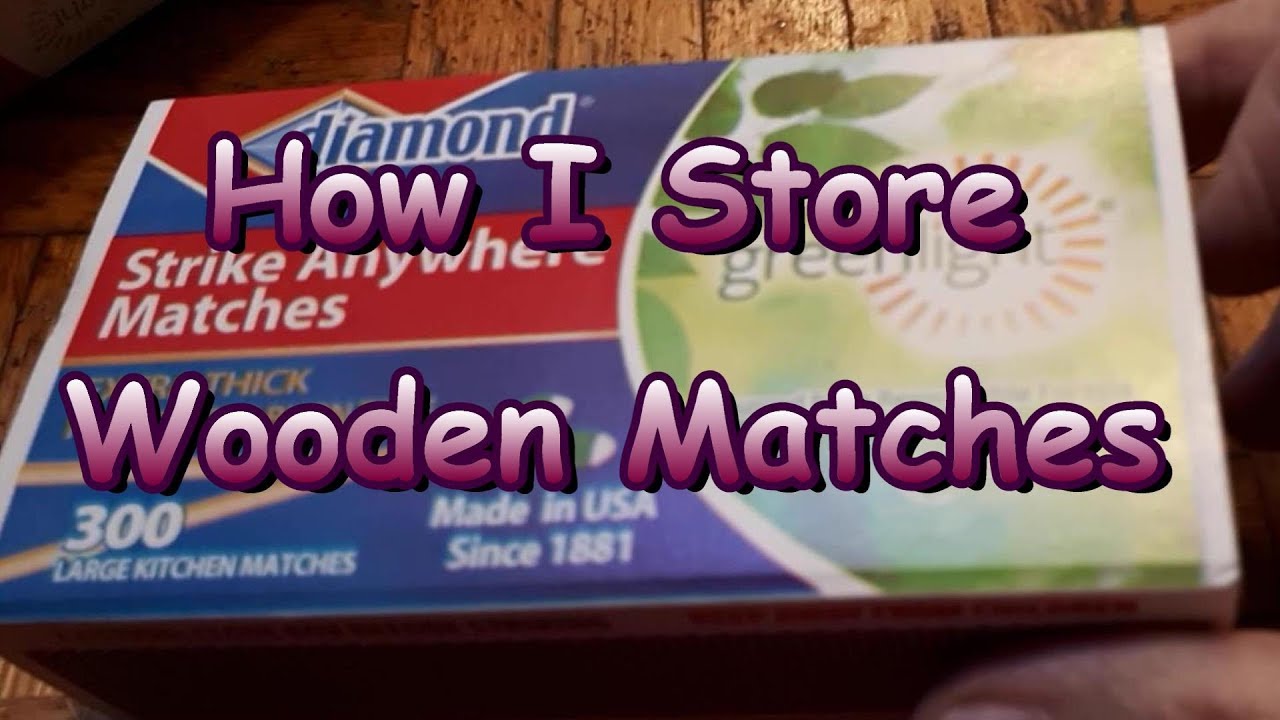 diamond
How I Store
Strike Anywhere
Matches
greenlight
Wooden Matches
300
LARGE KITCHEN MATCHES
Made in USA
Since 1881